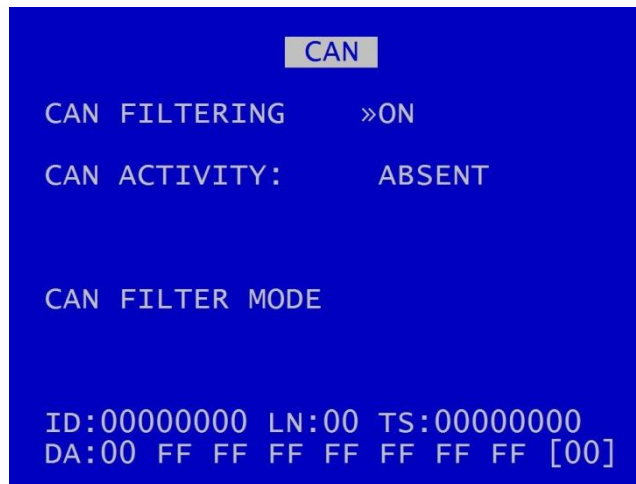 CAN
CAN FILTERING »ON
CAN ACTIVITY: ABSENT
CAN FILTER MODE
ID:00000000 LN:00 TS:00000000
DA:00 FF FF FF FF FF FF FF [00]